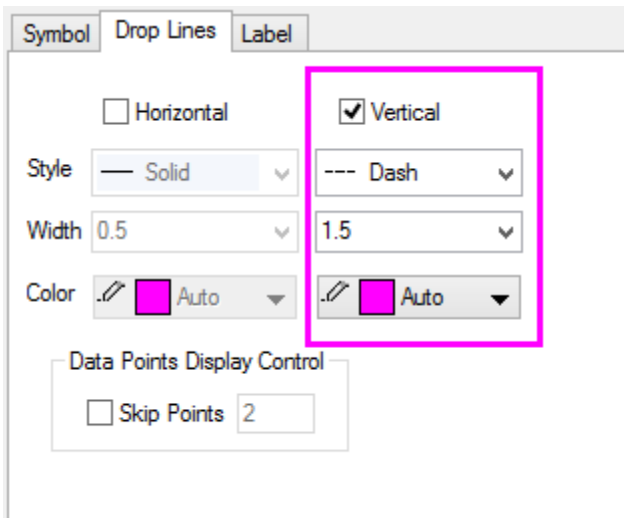 Symbol Drop Lines Label
Horizontal Vertical
Style Solid Dash
Width 0.5 1.5
Color Auto Auto
Data Points Display Control
Skip Points 2